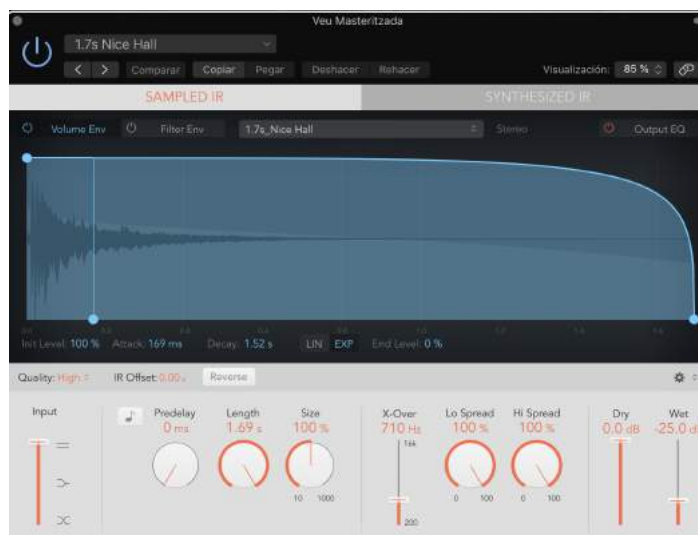 Veu Masteritzada
1.7s Nice Hall
Comparar Copiar Pegar Deshacer Rehacer Visualización: 85 %
SAMPLED IR SYNTHESIZED IR
Volume Env Filter Env 1.7s_Nice Hall Stereo Output EQ
Init Level: 100 % Attack: 169 ms Decay: 1.52 s LIN EXP End Level: 0 %
Quality: High IR Offset: 0.00 s Reverse
Input Predelay Length Size X-Over Lo Spread Hi Spread Dry Wet
0 ms 1.69 s 100 % 710 Hz 100 % 100 % 0.0 dB -25.0 d
16k
10 1000 0 100 0 100
200